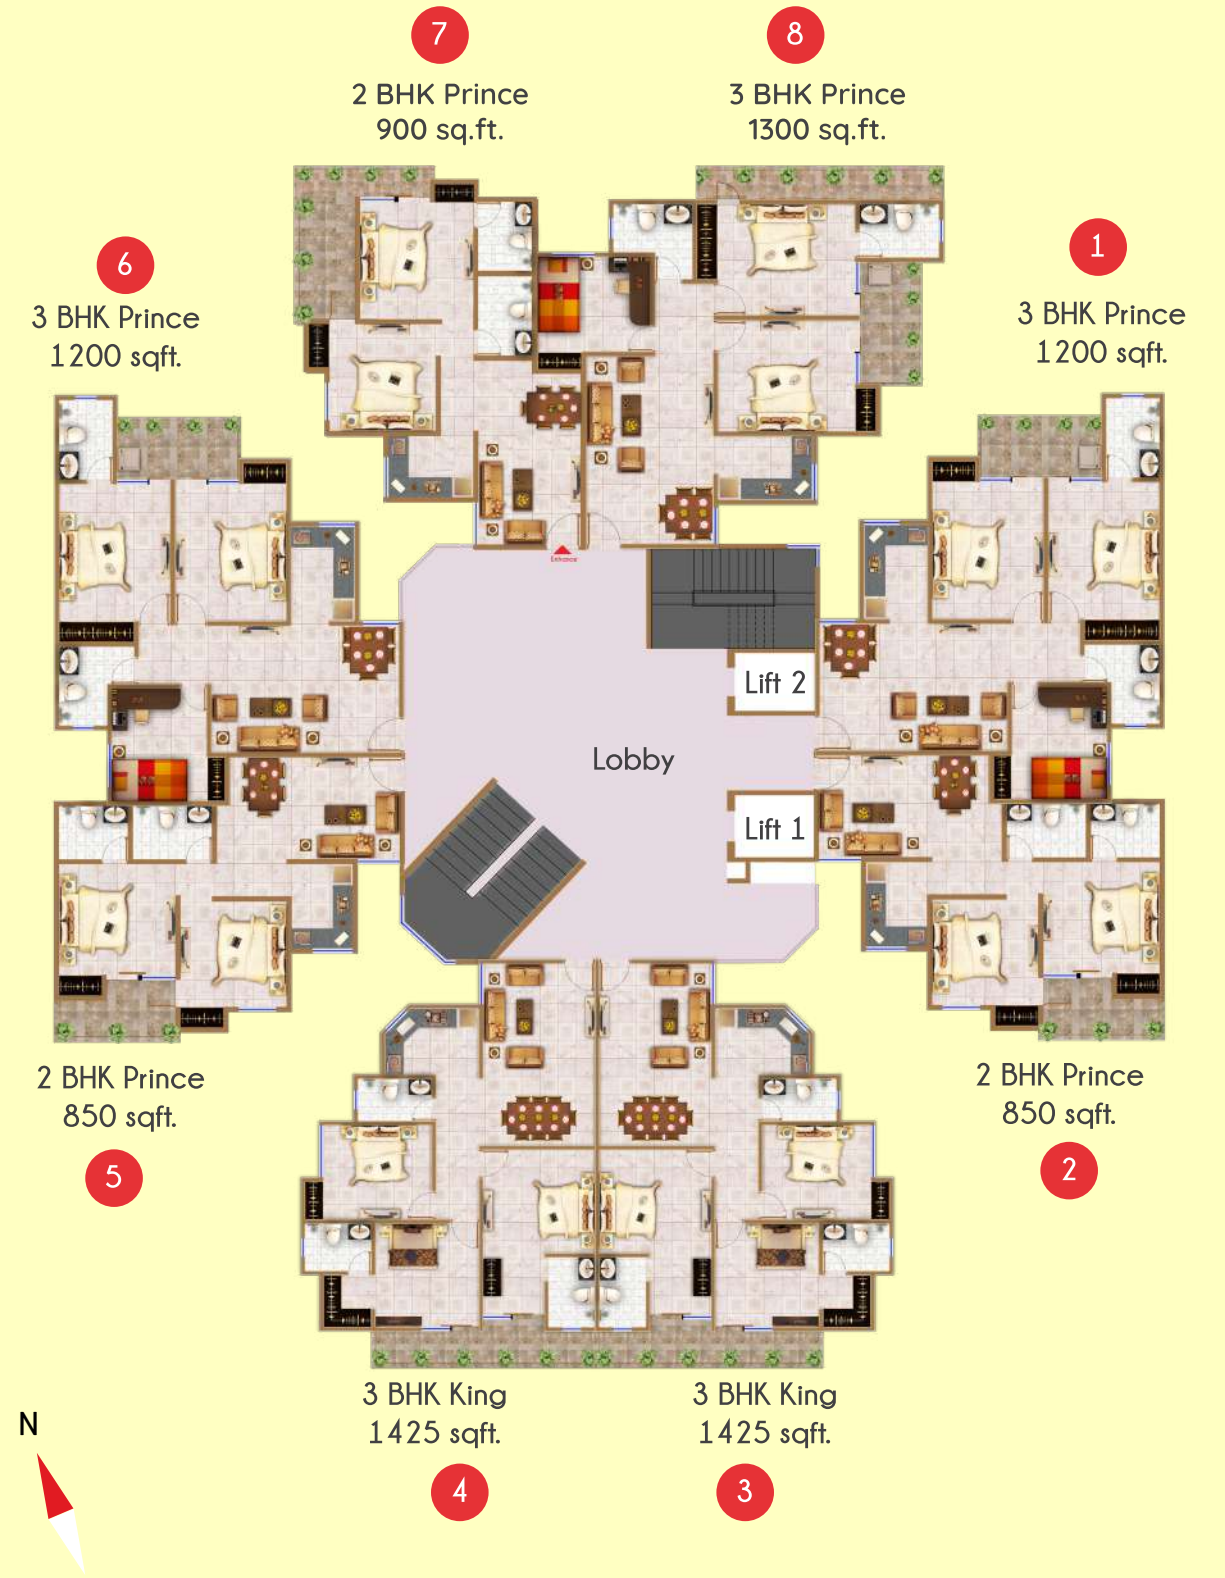 7
2 BHK Prince
900 sq.ft.
8
3 BHK Prince
1300 sq.ft.
6
3 BHK Prince
1200 sqft.
1
3 BHK Prince
1200 sqft.
Entrance
Lift 2
Lobby
Lift 1
2 BHK Prince
850 sqft.
5
2 BHK Prince
850 sqft.
2
3 BHK King
1425 sqft.
4
3 BHK King
1425 sqft.
3
N